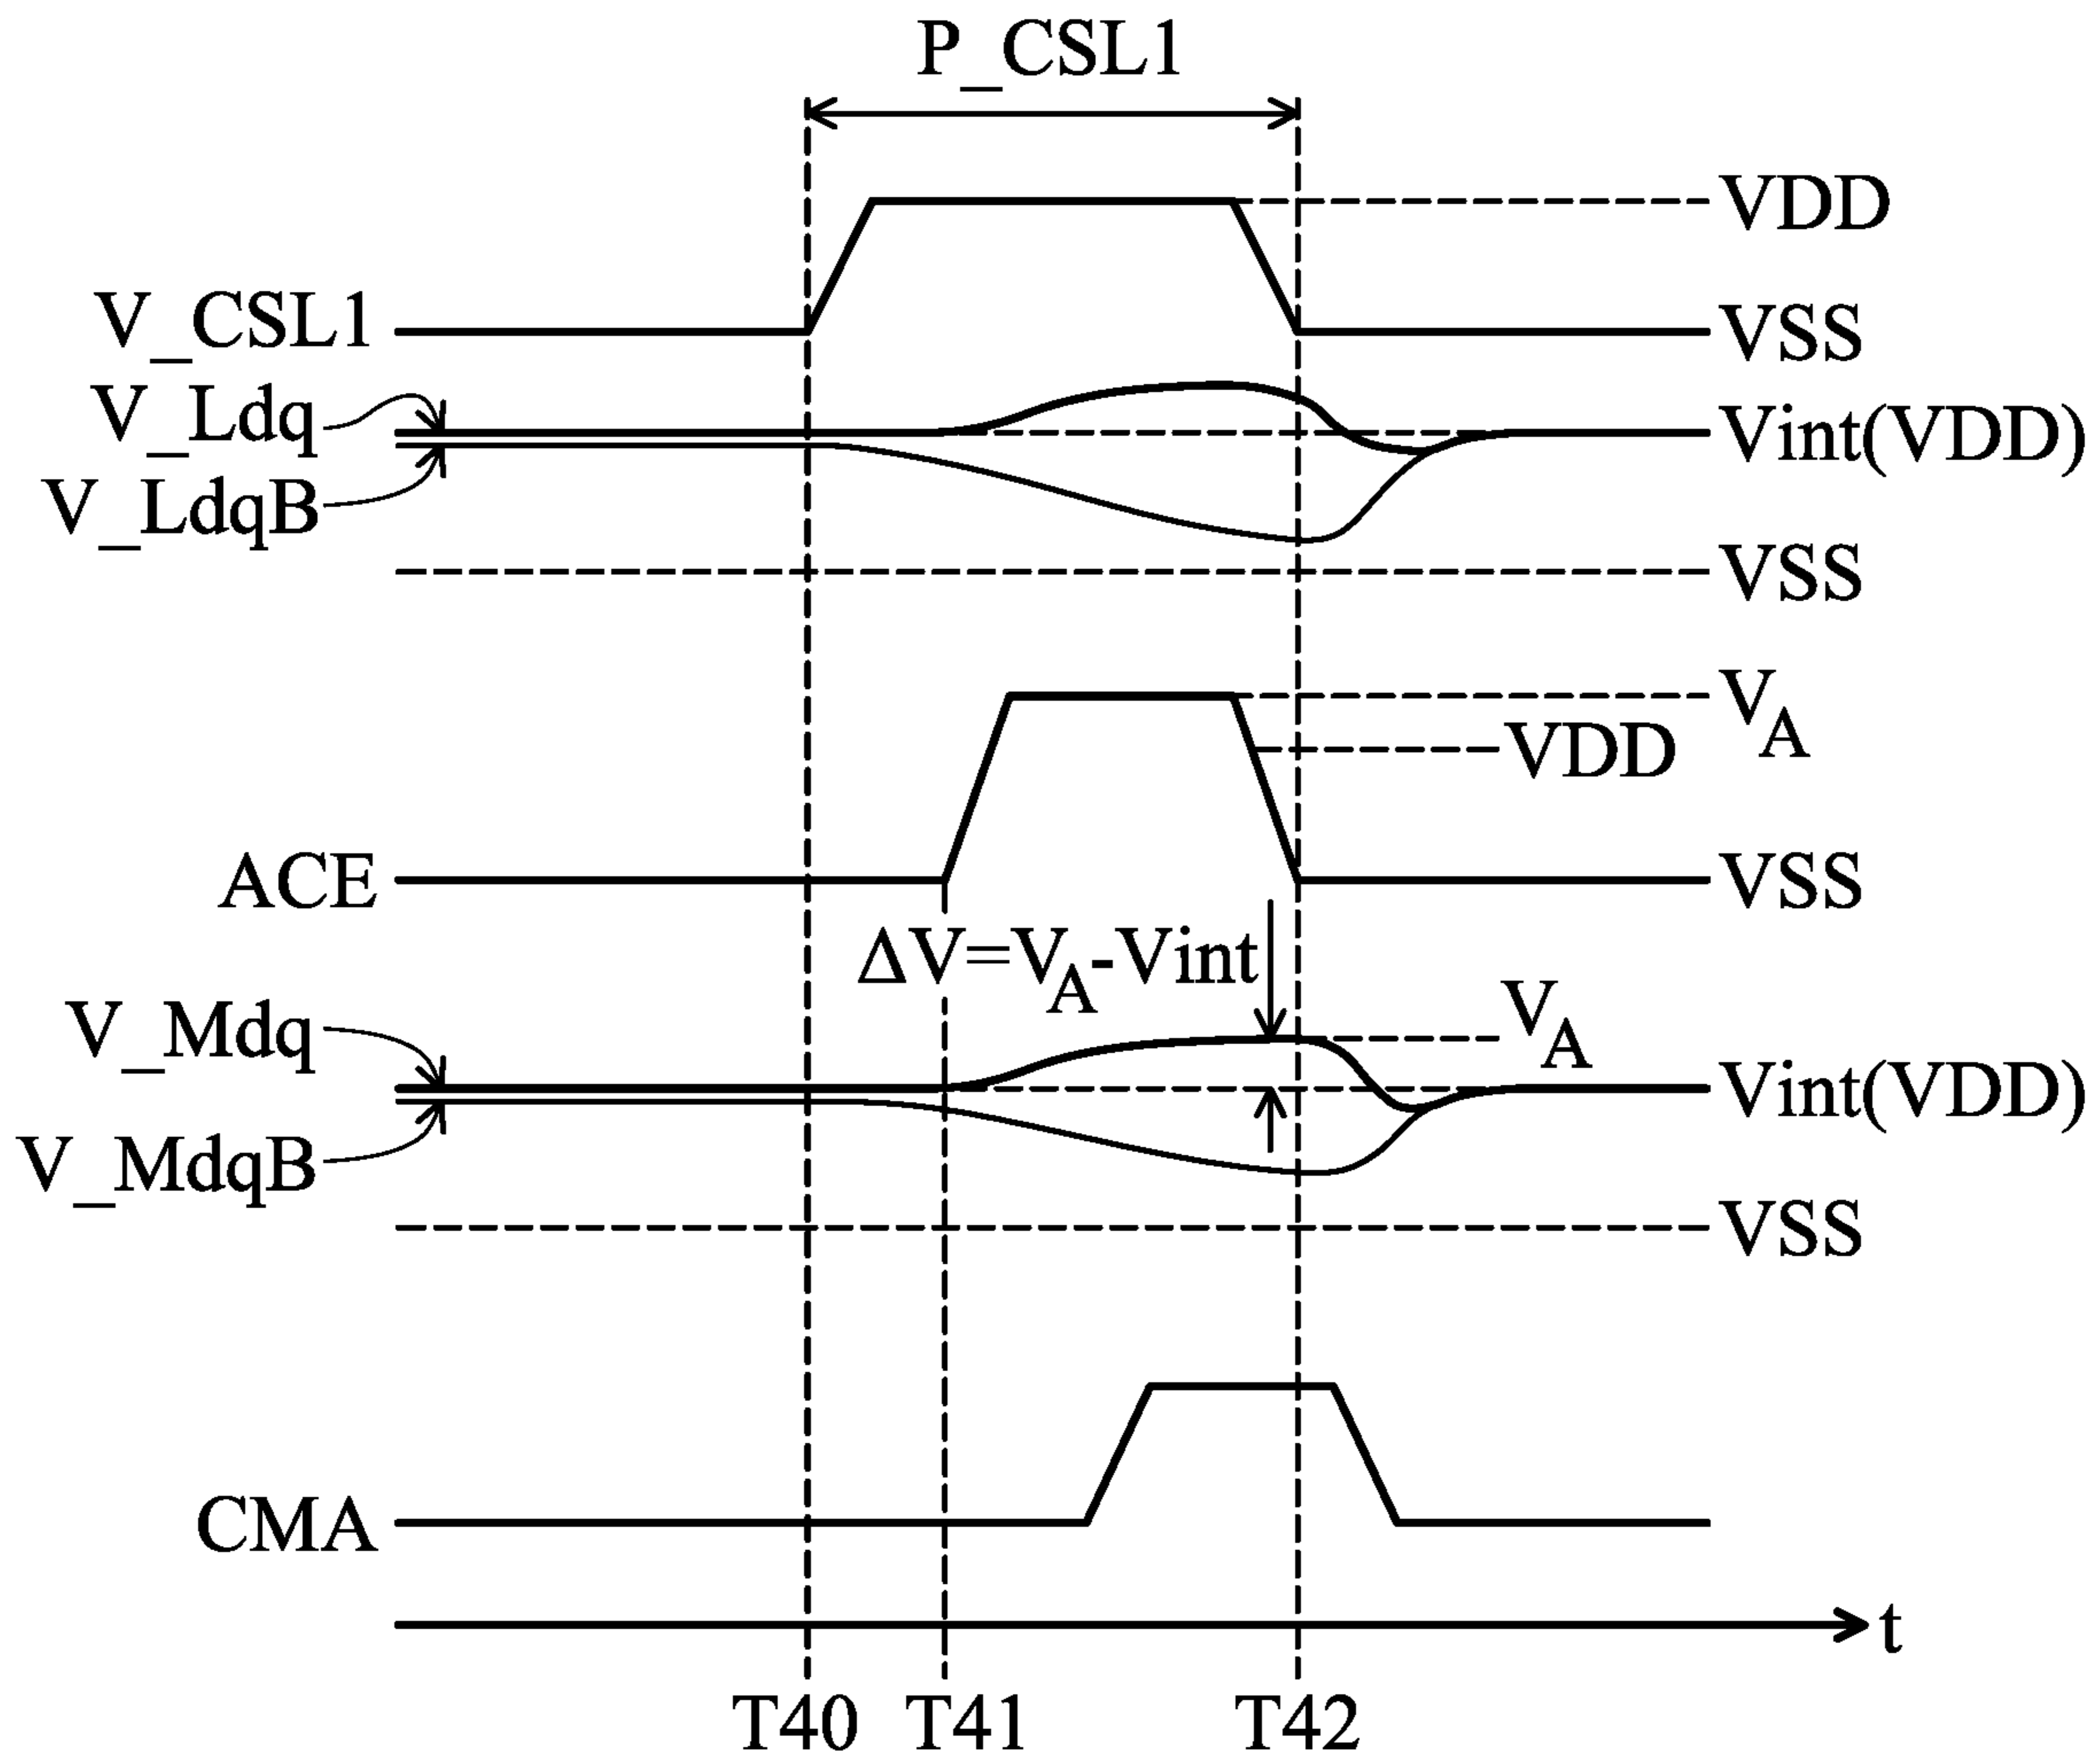 P_CSL1
VDD
V_CSL1
VSS
V_Ldq
Vint(VDD)
V_LdqB
VSS
VA
VDD
ACE
VSS
ΔV=VA-Vint
V_Mdq
VA
Vint(VDD)
V_MdqB
VSS
CMA
t
T40 T41 T42